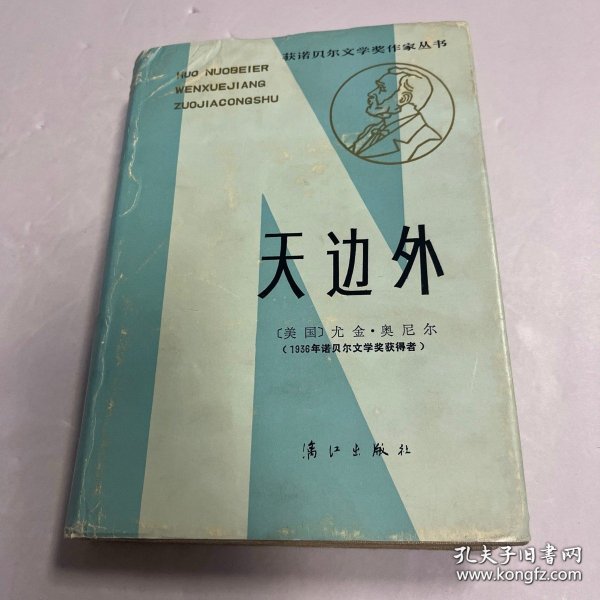 获诺贝尔文学奖作家丛书
HUO NUOBEIER
WENXUEJIANG
ZUOJIACONGSHU
天边外
〔美国〕尤金·奥尼尔
(1936年诺贝尔文学奖获得者)
漓江出版社
孔夫子旧书网
www.kongfz.com